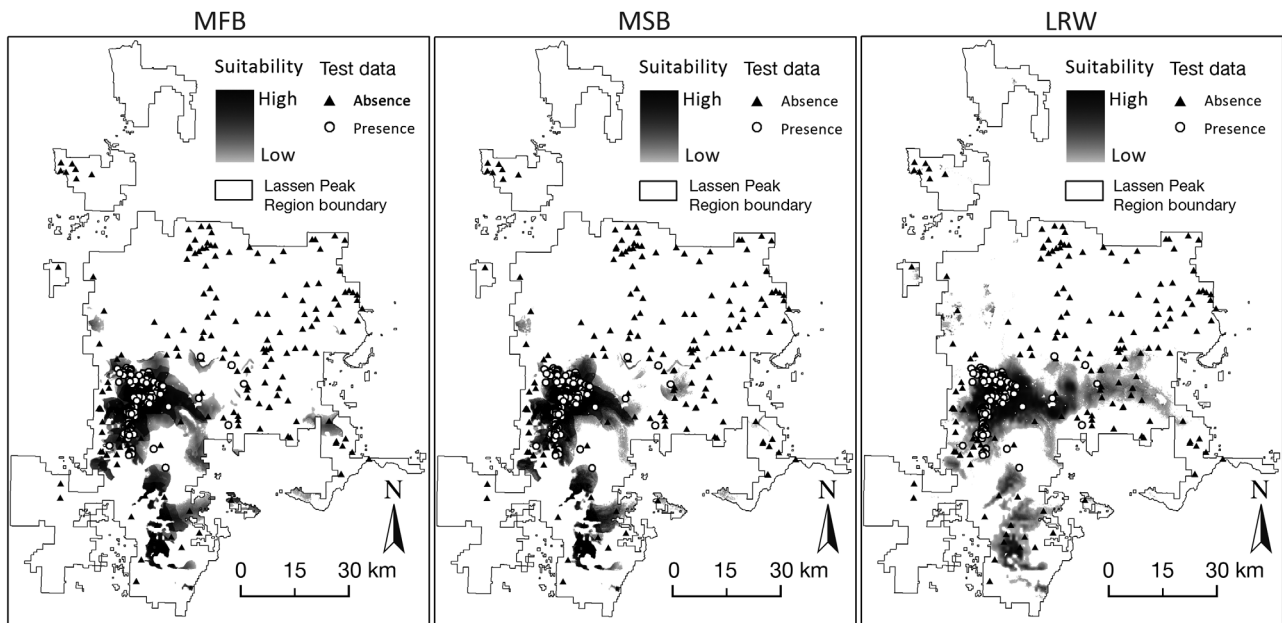 MFB
MSB
LRW
Suitability Test data
High
Absence
Presence
Low
Lassen Peak
Region boundary
N
0 15 30 km
Suitability Test data
High
Absence
Presence
Low
Lassen Peak
Region boundary
N
0 15 30 km
Suitability Test data
High
Absence
Presence
Low
Lassen Peak
Region boundary
N
0 15 30 km